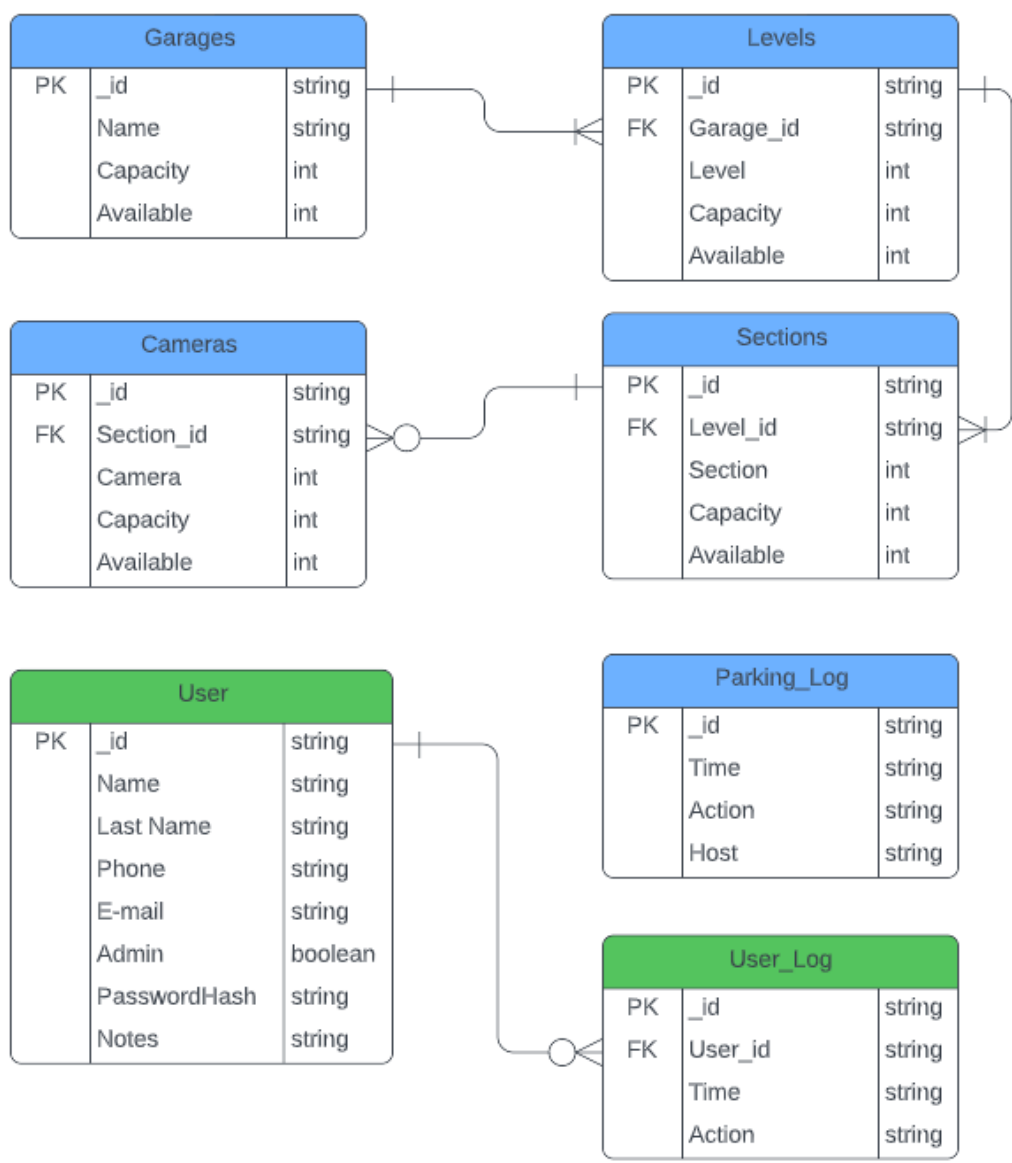 Garages
PK _id string
Name string
Capacity int
Available int
Levels
PK _id string
FK Garage_id string
Level int
Capacity int
Available int
Cameras
PK _id string
FK Section_id string
Camera int
Capacity int
Available int
Sections
PK _id string
FK Level_id string
Section int
Capacity int
Available int
User
PK _id string
Name string
Last Name string
Phone string
E-mail string
Admin boolean
PasswordHash string
Notes string
Parking_Log
PK _id string
Time string
Action string
Host string
User_Log
PK _id string
FK User_id string
Time string
Action string